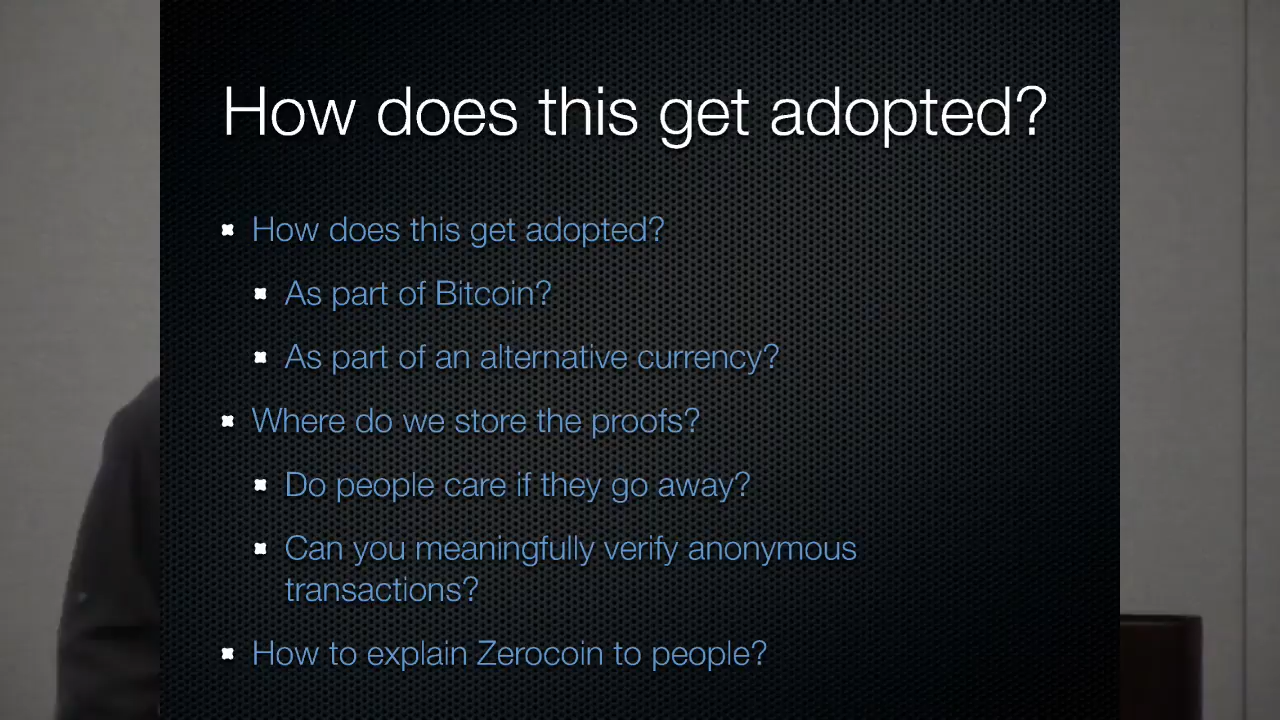 How does this get adopted?
How does this get adopted?
As part of Bitcoin?
As part of an alternative currency?
Where do we store the proofs?
Do people care if they go away?
Can you meaningfully verify anonymous
transactions?
How to explain Zerocoin to people?